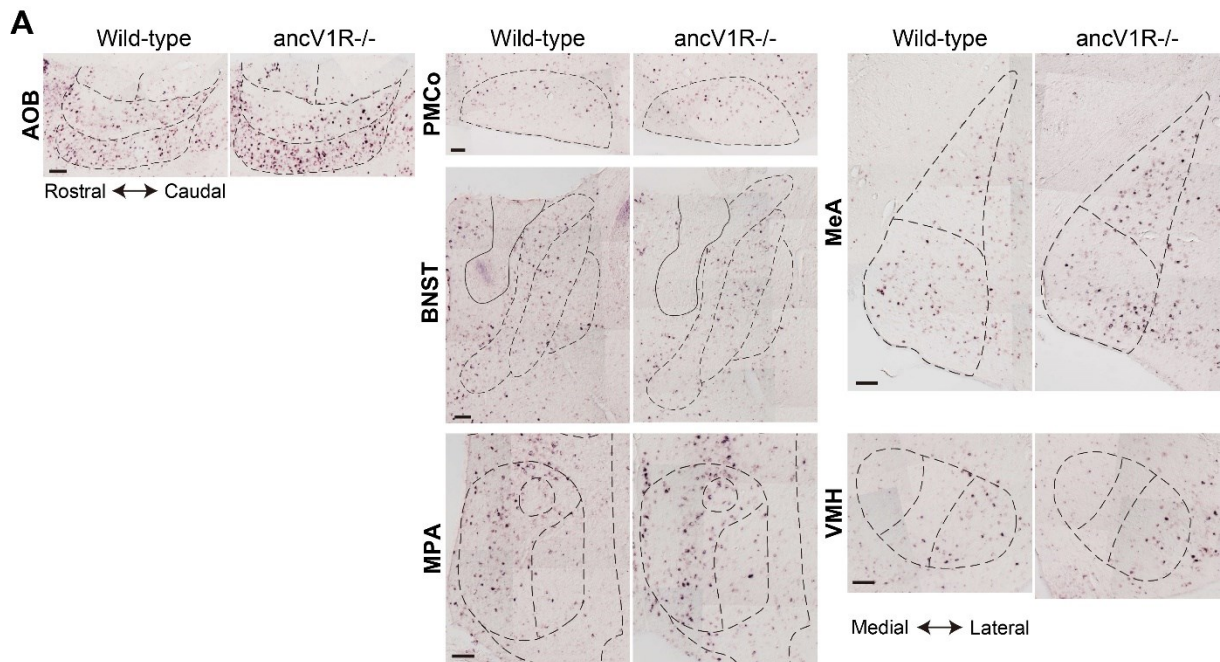 A
Wild-type ancV1R-/-
AOB
Rostral ↔ Caudal
Wild-type ancV1R-/-
PMCo
BNST
MPA
Wild-type ancV1R-/-
MeA
VMH
Medial ↔ Lateral